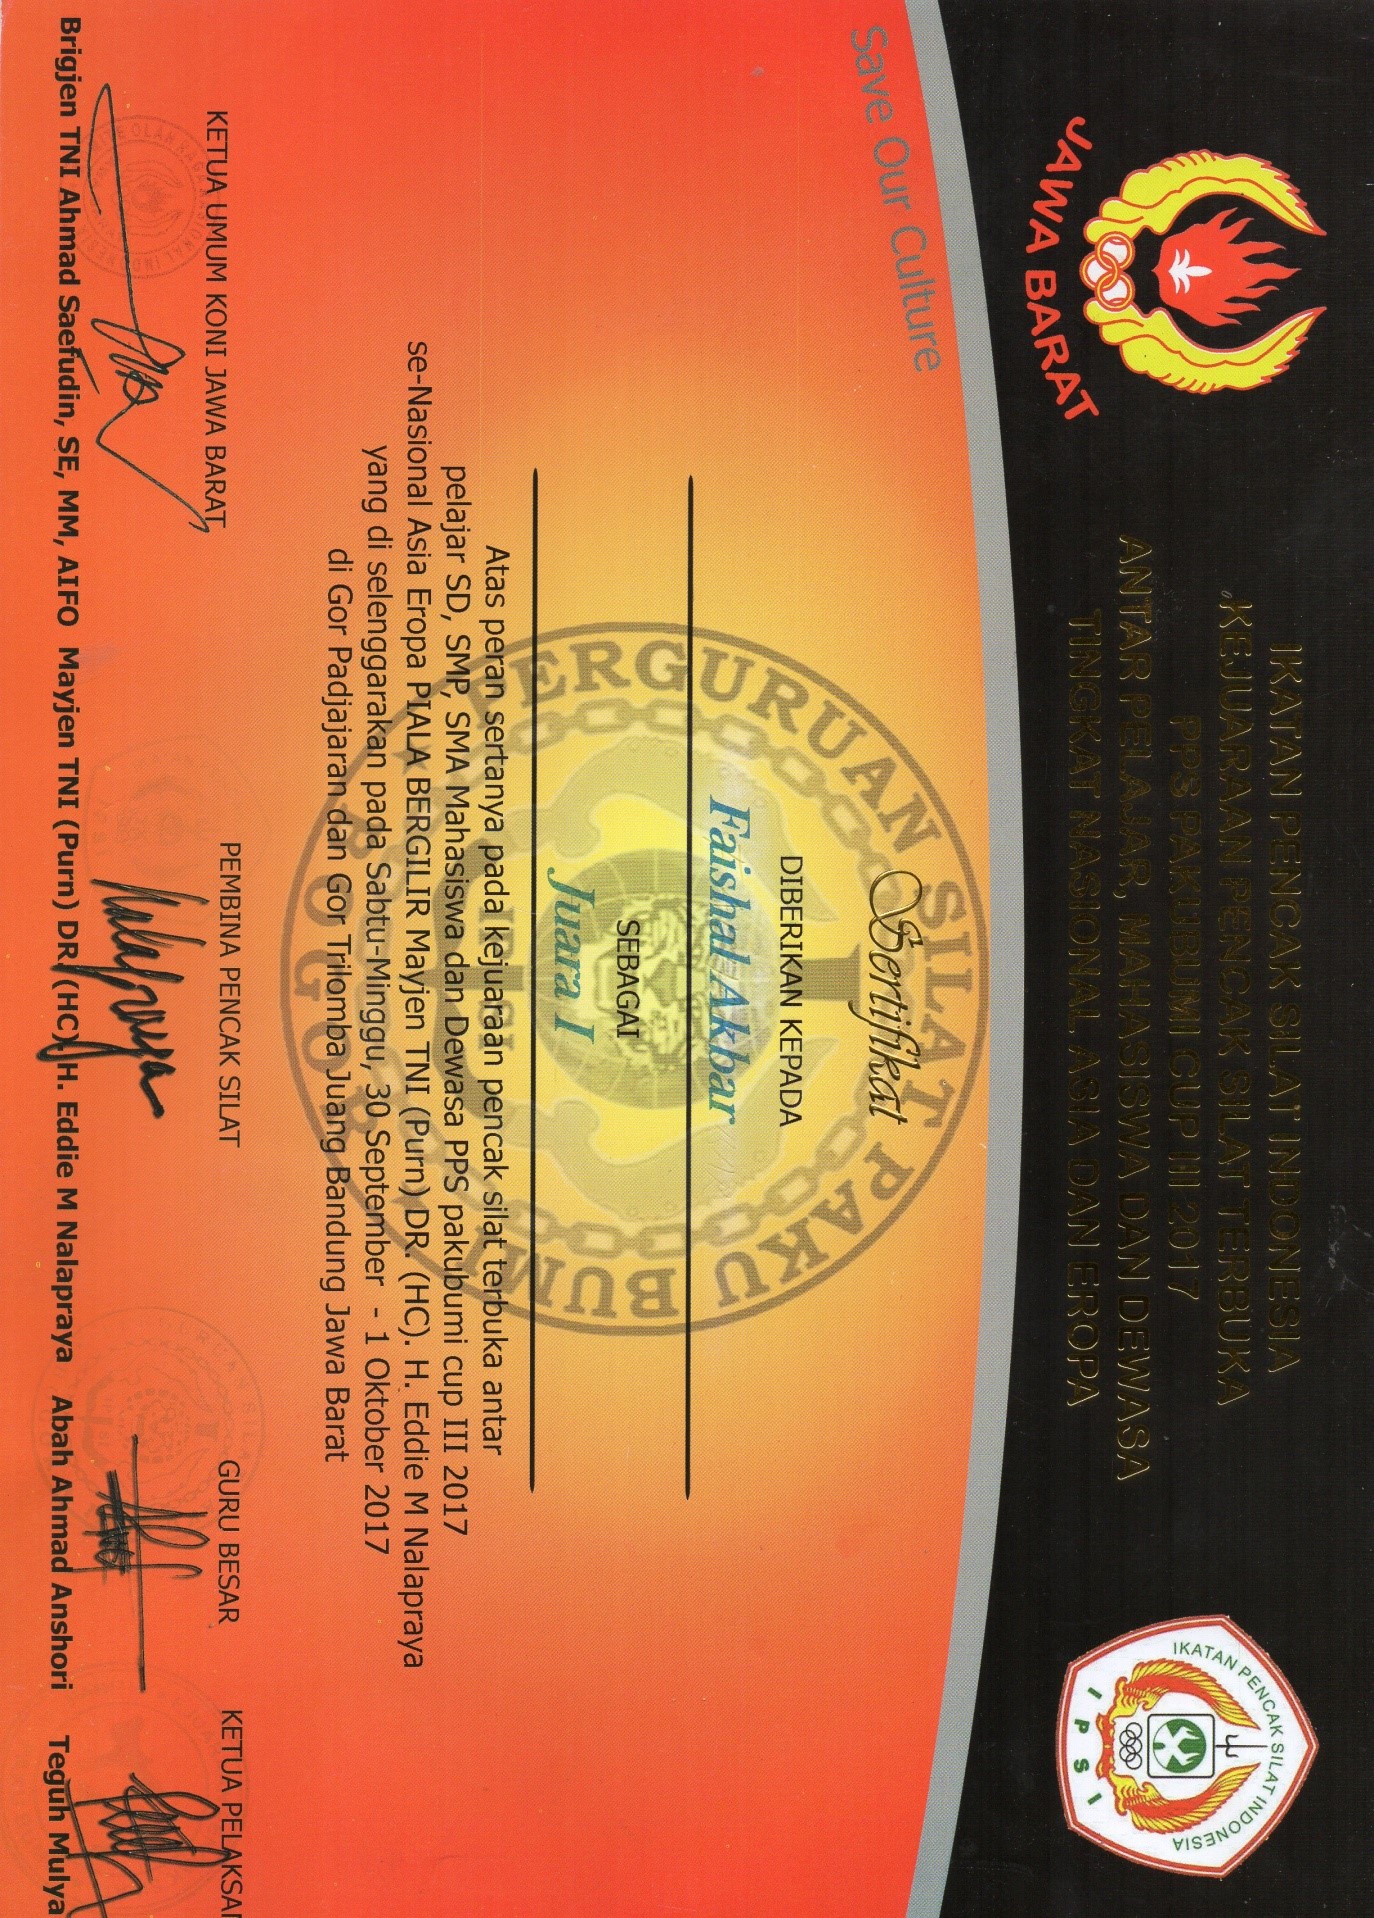 IKATAN PENCAK SILAT INDONESIA
KEJUARAAN PENCAK SILAT TERBUKA
PPS PAKUBUMI CUP III 2017
ANTAR PELAJAR, MAHASISWA DAN DEWASA
TINGKAT NASIONAL ASIA DAN EROPA
JAWA BARAT
IKATAN PENCAK SILAT INDONESIA
IPSI
Save Our Culture
PERGURUAN SILAT PAKU BUMI
Sertifikat
DIBERIKAN KEPADA
Faishal Akbar
SEBAGAI
Juara I
IPSI
Atas peran sertanya pada kejuaraan pencak silat terbuka antar
pelajar SD, SMP, SMA Mahasiswa dan Dewasa PPS pakubumi cup III 2017
se-Nasional Asia Eropa PIALA BERGILIR Mayjen TNI (Purn) DR. (HC). H. Eddie M Nalapraya
yang di selenggarakan pada Sabtu-Minggu, 30 September - 1 Oktober 2017
di Gor Padjajaran dan Gor Trilomba Juang Bandung Jawa Barat
BOGOR
KETUA UMUM KONI JAWA BARAT
PEMBINA PENCAK SILAT
GURU BESAR
KETUA PELAKSAN
Nalapraya
Brigjen TNI Ahmad Saefudin, SE, MM, AIFO
Mayjen TNI (Purn) DR. (HC). H. Eddie M Nalapraya
Abah Ahmad Anshori
Teguh Mulya